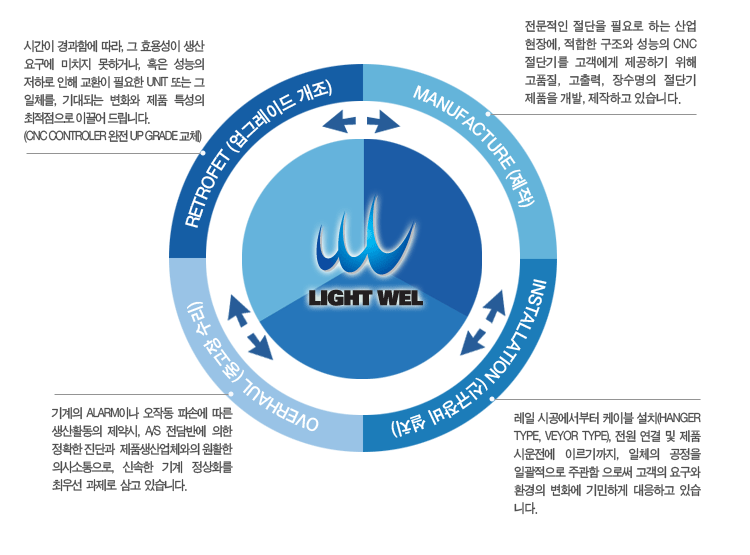 시간이 경과함에 따라, 그 효용성이 생산
요구에 미치지 못하거나, 혹은 성능의
저하로 인해 교환이 필요한 UNIT 또는 그
일체를, 기대되는 변화와 제품 특성의
최적점으로 이끌어 드립니다.
(CNC CONTROLER 완전 UP GRADE 교체)
전문적인 절단을 필요로 하는 산업
현장에, 적합한 구조와 성능의 CNC
절단기를 고객에게 제공하기 위해
고품질, 고출력, 장수명의 절단기
제품을 개발, 제작하고 있습니다.
RETROFET (업그레이드 개조)
MANUFACTURE (제작)
LIGHT WEL
OVERHAUL (중고장 수리)
INSTALLATION (신규장비 설치))
기계의 ALARM이나 오작동 파손에 따른
생산활동의 제약시, A/S 전담반에 의한
정확한 진단과 제품생산업체와의 원활한
의사소통으로, 신속한 기계 정상화를
최우선 과제로 삼고 있습니다.
레일 시공에서부터 케이블 설치(HANGER
TYPE, VEYOR TYPE), 전원 연결 및 제품
시운전에 이르기까지, 일체의 공정을
일괄적으로 주관함 으로써 고객의 요구와
환경의 변화에 기민하게 대응하고 있습
니다.